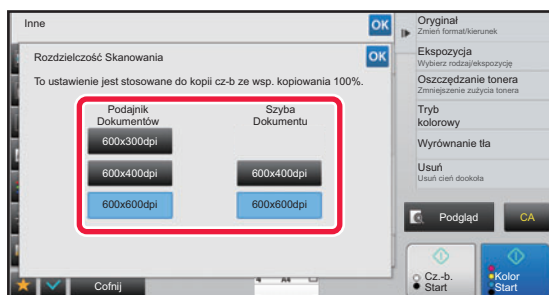 Inne
OK
Rozdzielczość Skanowania
OK
To ustawienie jest stosowane do kopii cz-b ze wsp. kopiowania 100%.
Podajnik
Dokumentów
600x300dpi
600x400dpi
600x600dpi
Szyba
Dokumentu
600x400dpi
600x600dpi
Cofnij
Oryginał
Zmień format/kierunek
Ekspozycja
Wybierz rodzaj/ekspozycję
Oszczędzanie tonera
Zmniejszenie zużycia tonera
Tryb
kolorowy
Wyrównanie tła
Usuń
Usuń cień dookoła
Podgląd
CA
Cz.-b.
Start
Kolor
Start